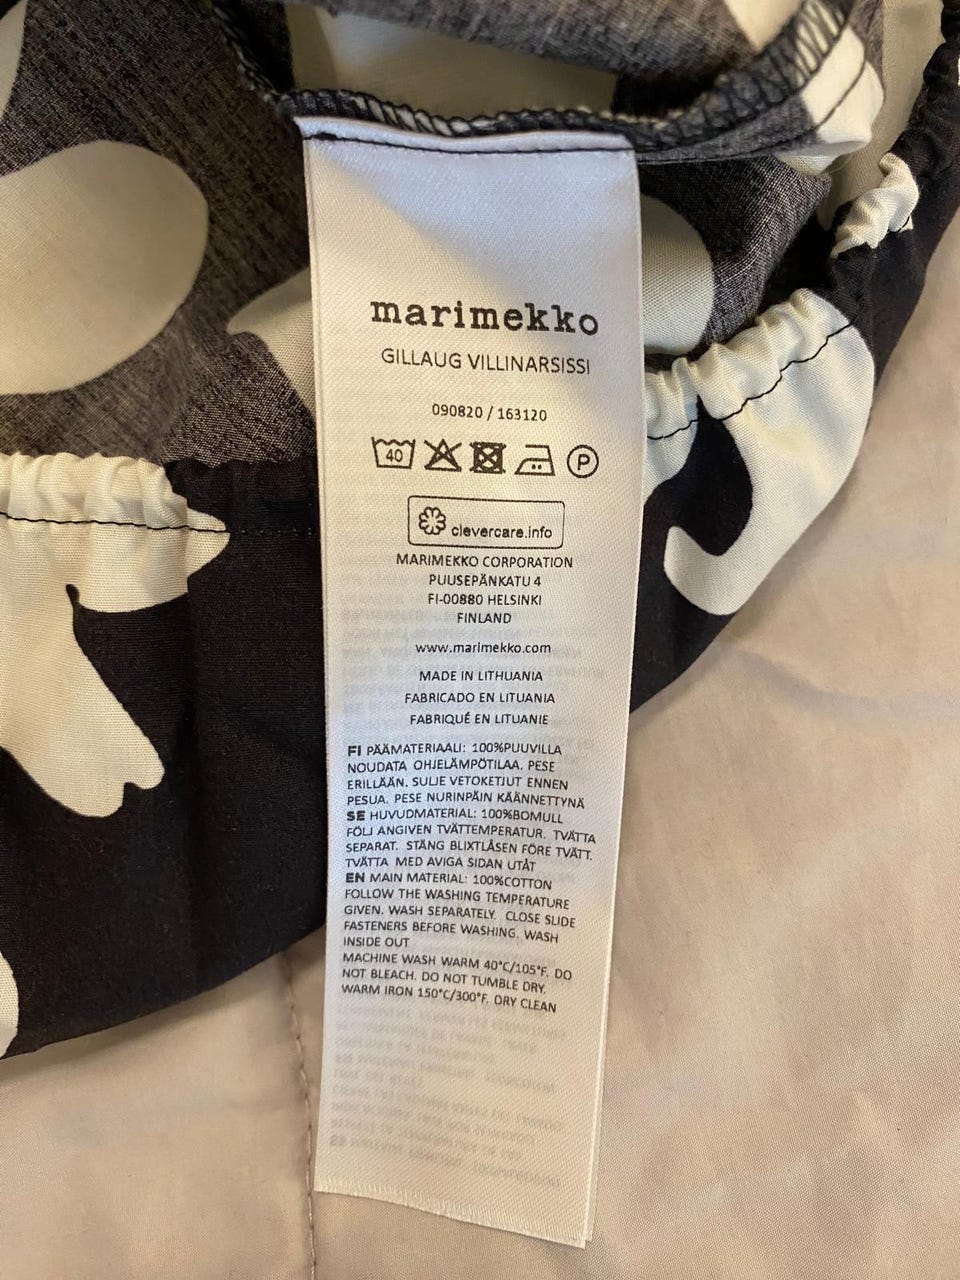 marimekko
GILLAUG VILLINARSISSI
090820 / 163120
40 P
clevercare.info
MARIMEKKO CORPORATION
PUUSEPÄNKATU 4
FI-00880 HELSINKI
FINLAND
www.marimekko.com
MADE IN LITHUANIA
FABRICADO EN LITUANIA
FABRIQUÉ EN LITUANIE
FI PÄÄMATERIAALI: 100%PUUVILLA
NOUDATA OHJELÄMPÖTILAA. PESE
ERILLÄÄN. SULJE VETOKETJUT ENNEN
PESUA. PESE NURINPÄIN KÄÄNNETTYNÄ
SE HUVUDMATERIAL: 100%BOMULL
FÖLJ ANGIVEN TVÄTTEMPERATUR. TVÄTTA
SEPARAT. STÄNG BLIXTLÅSEN FÖRE TVÄTT.
TVÄTTA MED AVIGA SIDAN UTÅT
EN MAIN MATERIAL: 100%COTTON
FOLLOW THE WASHING TEMPERATURE
GIVEN. WASH SEPARATELY. CLOSE SLIDE
FASTENERS BEFORE WASHING. WASH
INSIDE OUT
MACHINE WASH WARM 40°C/105°F. DO
NOT BLEACH. DO NOT TUMBLE DRY.
WARM IRON 150°C/300°F. DRY CLEAN